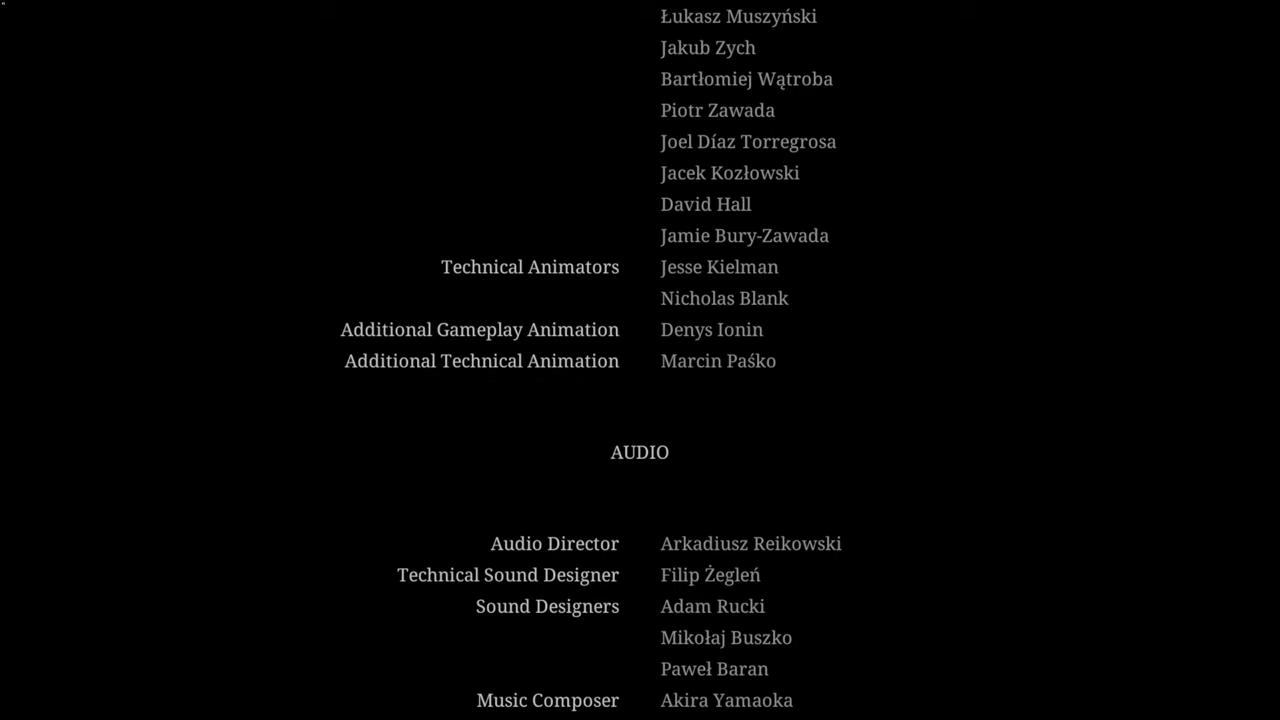 Łukasz Muszyński
Jakub Zych
Bartłomiej Wątroba
Piotr Zawada
Joel Díaz Torregrosa
Jacek Kozłowski
David Hall
Jamie Bury-Zawada
Technical Animators Jesse Kielman
Nicholas Blank
Additional Gameplay Animation Denys Ionin
Additional Technical Animation Marcin Paśko
AUDIO
Audio Director Arkadiusz Reikowski
Technical Sound Designer Filip Żegleń
Sound Designers Adam Rucki
Mikołaj Buszko
Paweł Baran
Music Composer Akira Yamaoka